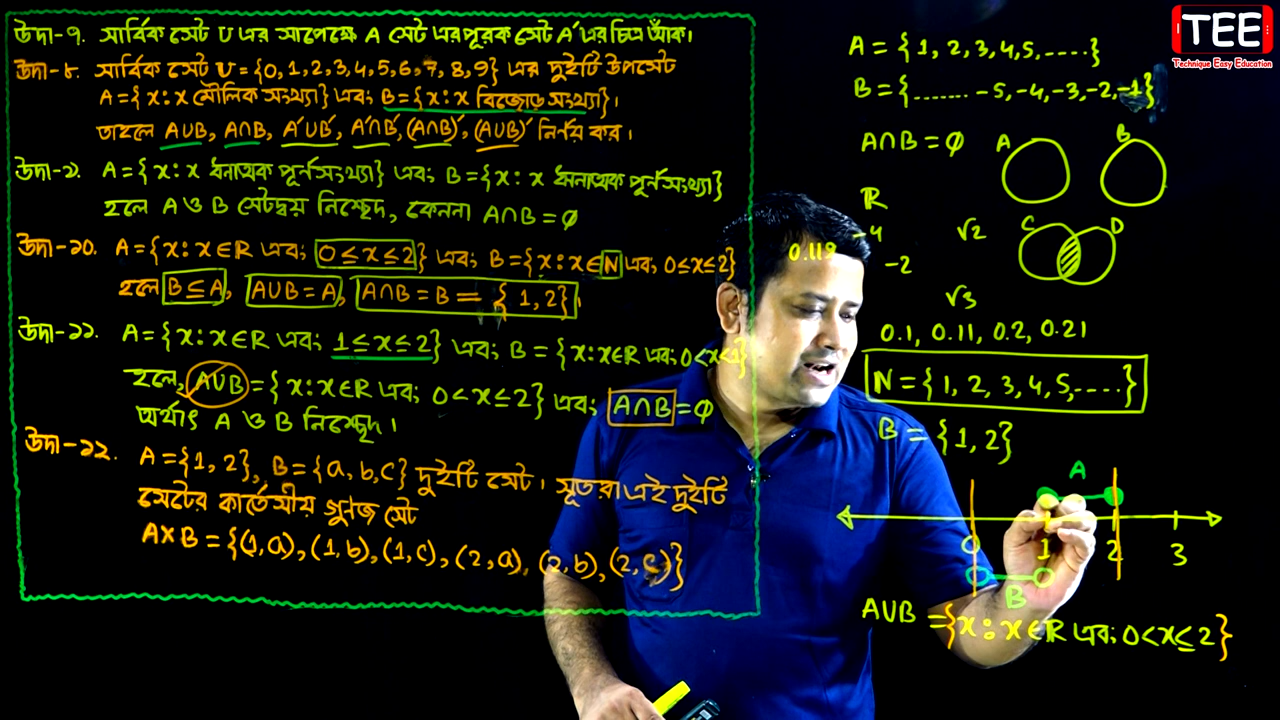 উদা-৭. সার্বিক সেট U এর সাপেক্ষে A সেট এর পূরক সেট A′ এর চিত্র আঁক।
উদা-৮. সার্বিক সেট U = {0, 1, 2, 3, 4, 5, 6, 7, 8, 9} এর দুইটি উপসেট
A = {x : x মৌলিক সংখ্যা} এবং B = {x : x বিজোড় সংখ্যা}।
তাহলে A∪B, A∩B, A′∪B′, A′∩B′, (A∩B)′, (A∪B)′ নির্ণয় কর।
উদা-৯. A = {x : x ধনাত্মক পূর্নসংখ্যা} এবং B = {x : x ঋনাত্মক পূর্নসংখ্যা}
হলে A ও B সেটদ্বয় নিশ্ছেদ, কেননা A∩B = φ
উদা-১০. A = {x : x ∈ R এবং 0 ≤ x ≤ 2} এবং B = {x : x ∈ N এবং 0 ≤ x ≤ 2}
হলে B ⊆ A, A∪B = A, A∩B = B = {1, 2}।
উদা-১১. A = {x : x ∈ R এবং 1 ≤ x ≤ 2} এবং B = {x : x ∈ R এবং 0 < x < 1}
হলে, A∪B = {x : x ∈ R এবং 0 < x ≤ 2} এবং A∩B = φ
অর্থাৎ A ও B নিশ্ছেদ।
উদা-১২. A = {1, 2}, B = {a, b, c} দুইটি সেট। সুতরাং এই দুইটি
সেটের কার্তেসীয় গুণজ সেট
A×B = {(1, a), (1, b), (1, c), (2, a), (2, b), (2, c)}
TEE
Technique Easy Education
A = {1, 2, 3, 4, 5, ....}
B = {....... -5, -4, -3, -2, -1}
A∩B = φ
A B
R
C D
-4 √2
0.119
-2
√3
0.1, 0.11, 0.2, 0.21
N = {1, 2, 3, 4, 5, ....}
B = {1, 2}
A
0 1 2 3
B
A∪B = {x : x ∈ R এবং 0 < x ≤ 2}